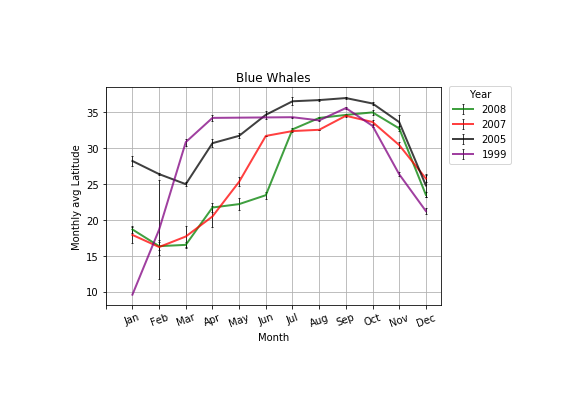 Blue Whales
Year
2008
2007
2005
1999
Monthly avg Latitude
35
30
25
20
15
10
Jan Feb Mar Apr May Jun Jul Aug Sep Oct Nov Dec
Month